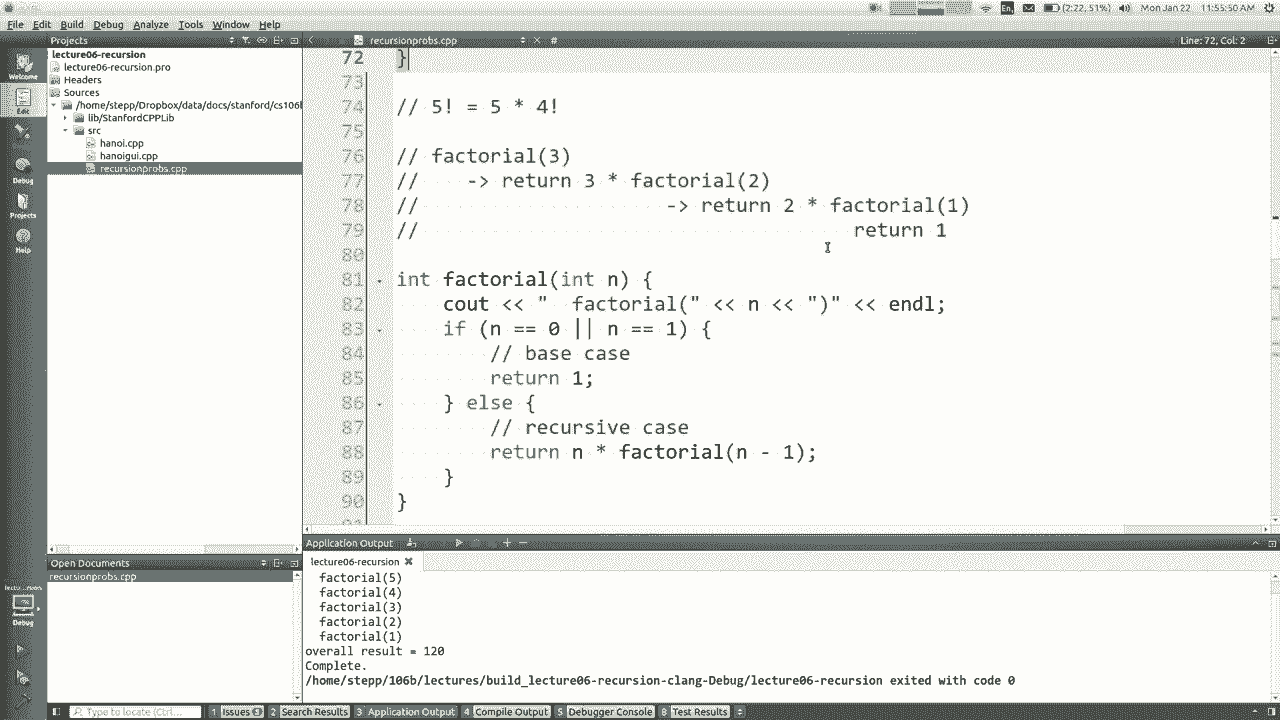 (2:22, 51%) Mon Jan 22 11:55:50 AM
File Edit Build Debug Analyze Tools Window Help
Projects
recursionprobs.cpp
#
Line: 72, Col: 2
Welcome
Edit
Debug
Projects
Help
Debug
lecture06-recursion
lecture06-recursion.pro
Headers
Sources
/home/stepp/Dropbox/data/docs/stanford/cs106l
lib/StanfordCPPLib
src
hanoi.cpp
hanoigui.cpp
recursionprobs.cpp
Open Documents
recursionprobs.cpp
72 }
73
74 // 5! = 5 * 4!
75
76 // factorial(3)
77 //    -> return 3 * factorial(2)
78 //                     -> return 2 * factorial(1)
79 //                                     return 1
80
81 int factorial(int n) {
82     cout << "  factorial(" << n << ")" << endl;
83     if (n == 0 || n == 1) {
84         // base case
85         return 1;
86     } else {
87         // recursive case
88         return n * factorial(n - 1);
89     }
90 }
Application Output
lecture06-recursion
factorial(5)
factorial(4)
factorial(3)
factorial(2)
factorial(1)
overall result = 120
Complete.
/home/stepp/106b/lectures/build_lecture06-recursion-clang-Debug/lecture06-recursion exited with code 0
Type to locate (Ctrl...
1 Issues 3 2 Search Results 3 Application Output 4 Compile Output 5 Debugger Console 8 Test Results